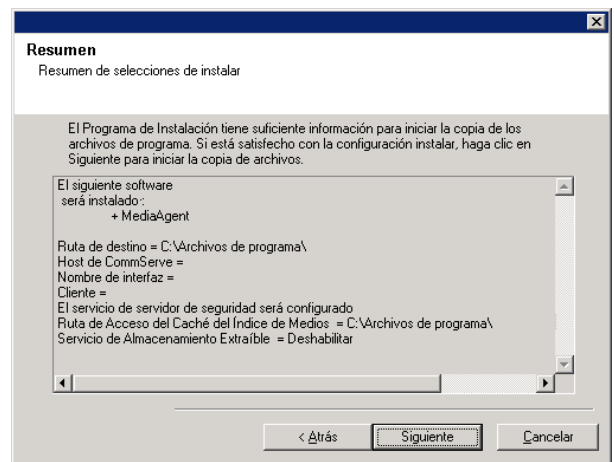 Resumen
Resumen de selecciones de instalar
El Programa de Instalación tiene suficiente información para iniciar la copia de los
archivos de programa. Si está satisfecho con la configuración instalar, haga clic en
Siguiente para iniciar la copia de archivos.
El siguiente software
será instalado :
+ MediaAgent
Ruta de destino = C:\Archivos de programa\
Host de CommServe =
Nombre de interfaz =
Cliente =
El servicio de servidor de seguridad será configurado
Ruta de Acceso del Caché del Índice de Medios = C:\Archivos de programa\
Servicio de Almacenamiento Extraíble = Deshabilitar
< Atrás
Siguiente
Cancelar